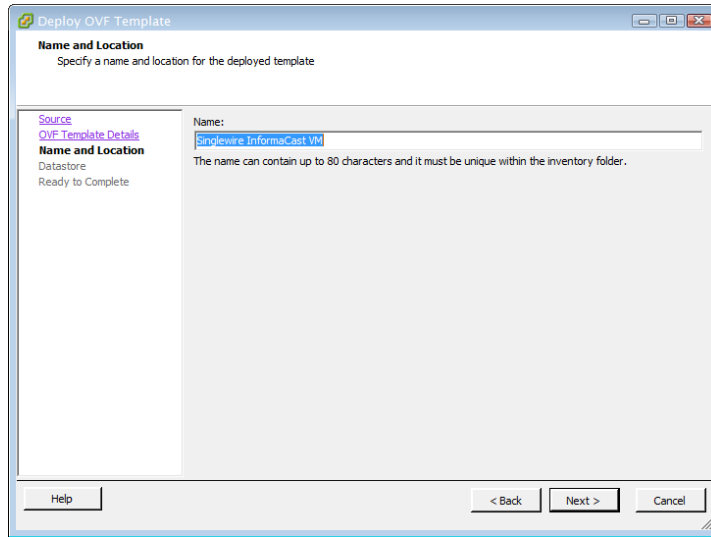 Deploy OVF Template
Name and Location
Specify a name and location for the deployed template
Source
OVF Template Details
Name and Location
Datastore
Ready to Complete
Name:
Singlewire InformaCast VM
The name can contain up to 80 characters and it must be unique within the inventory folder.
Help
< Back
Next >
Cancel